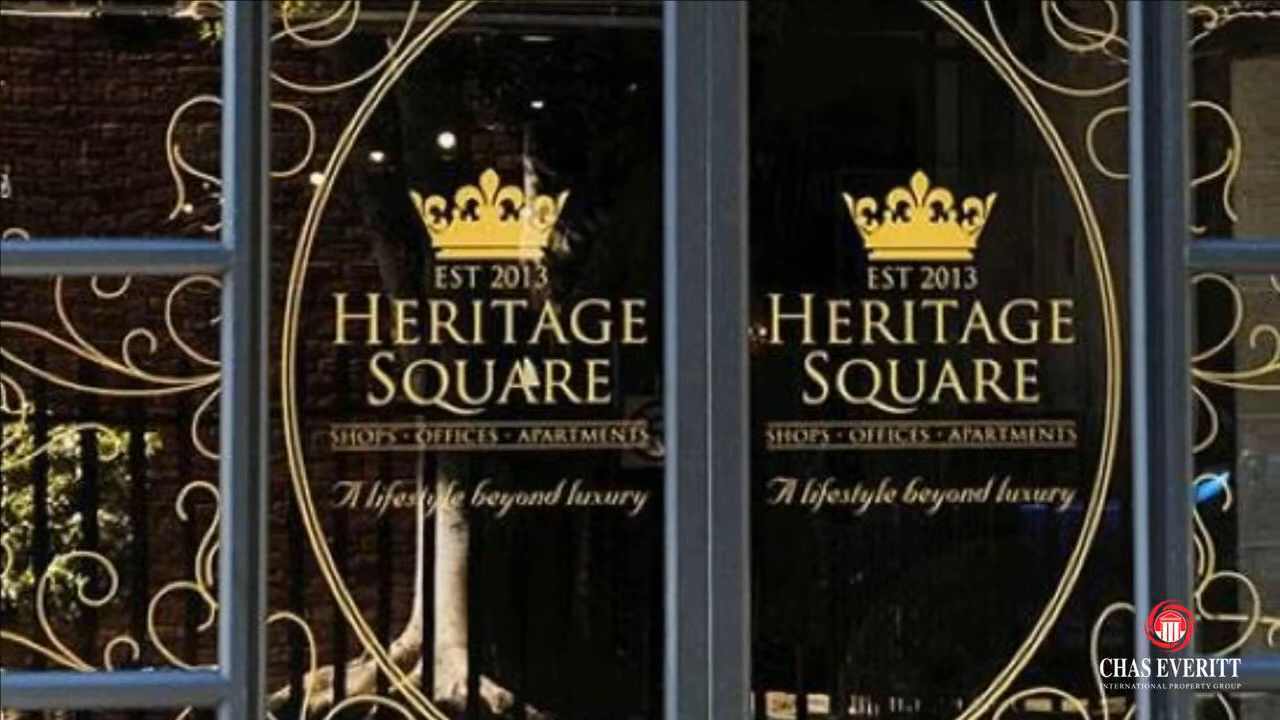 EST 2013
HERITAGE
SQUARE
SHOPS • OFFICES • APARTMENTS
A lifestyle beyond luxury
EST 2013
HERITAGE
SQUARE
SHOPS • OFFICES • APARTMENTS
A lifestyle beyond luxury
CHAS EVERITT
INTERNATIONAL PROPERTY GROUP